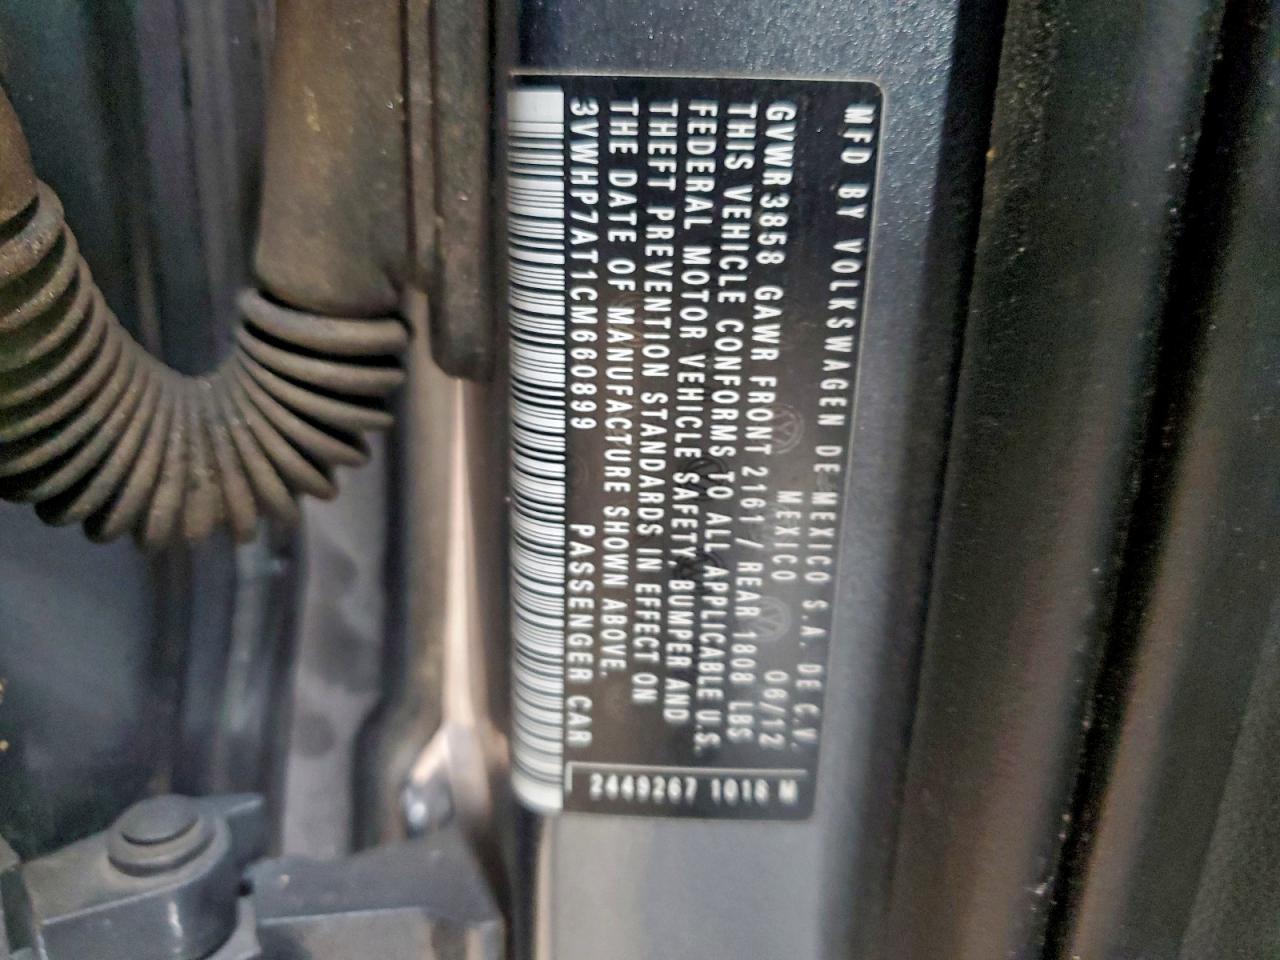 MFD BY VOLKSWAGEN DE MEXICO S.A. DE C.V.
MEXICO 06/12
GVWR 3858 GAWR FRONT 2161 / REAR 1808 LBS
THIS VEHICLE CONFORMS TO ALL APPLICABLE U.S.
FEDERAL MOTOR VEHICLE SAFETY, BUMPER AND
THEFT PREVENTION STANDARDS IN EFFECT ON
THE DATE OF MANUFACTURE SHOWN ABOVE.
3VWHP7AT1CM660899 PASSENGER CAR
2449267 1016 M